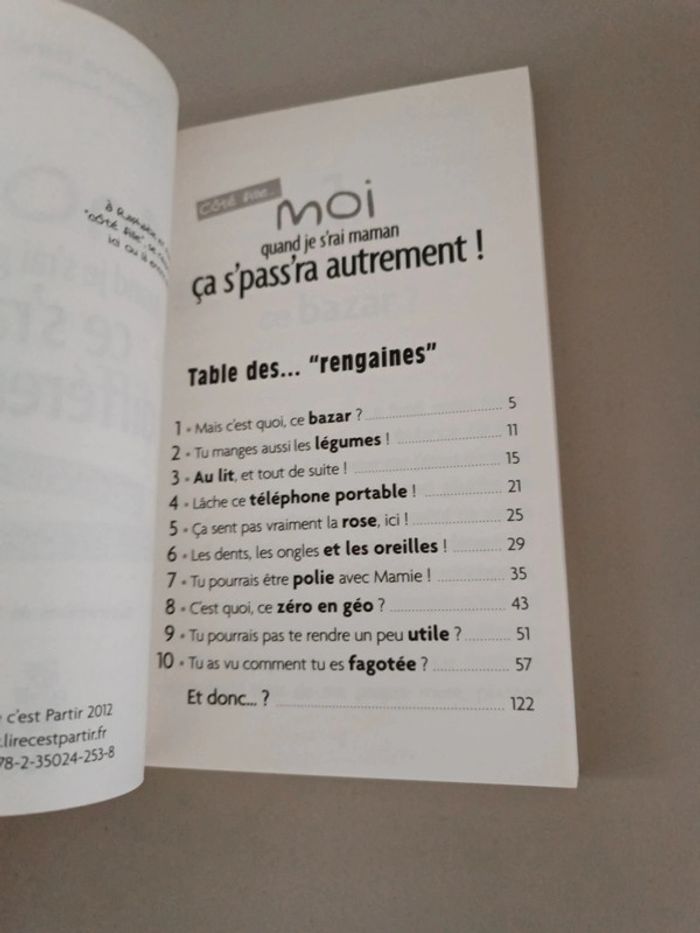 à
"côté
ici ou
c'est Partir 2012
.lirecestpartir.fr
78-2-35024-253-8
Côté fille...
moi
quand je s'rai maman
ça s'pass'ra autrement !
Table des... "rengaines"
1 • Mais c'est quoi, ce bazar ? 5
2 • Tu manges aussi les légumes ! 11
3 • Au lit, et tout de suite ! 15
4 • Lâche ce téléphone portable ! 21
5 • Ça sent pas vraiment la rose, ici ! 25
6 • Les dents, les ongles et les oreilles ! 29
7 • Tu pourrais être polie avec Mamie ! 35
8 • C'est quoi, ce zéro en géo ? 43
9 • Tu pourrais pas te rendre un peu utile ? 51
10 • Tu as vu comment tu es fagotée ? 57
Et donc... ? 122